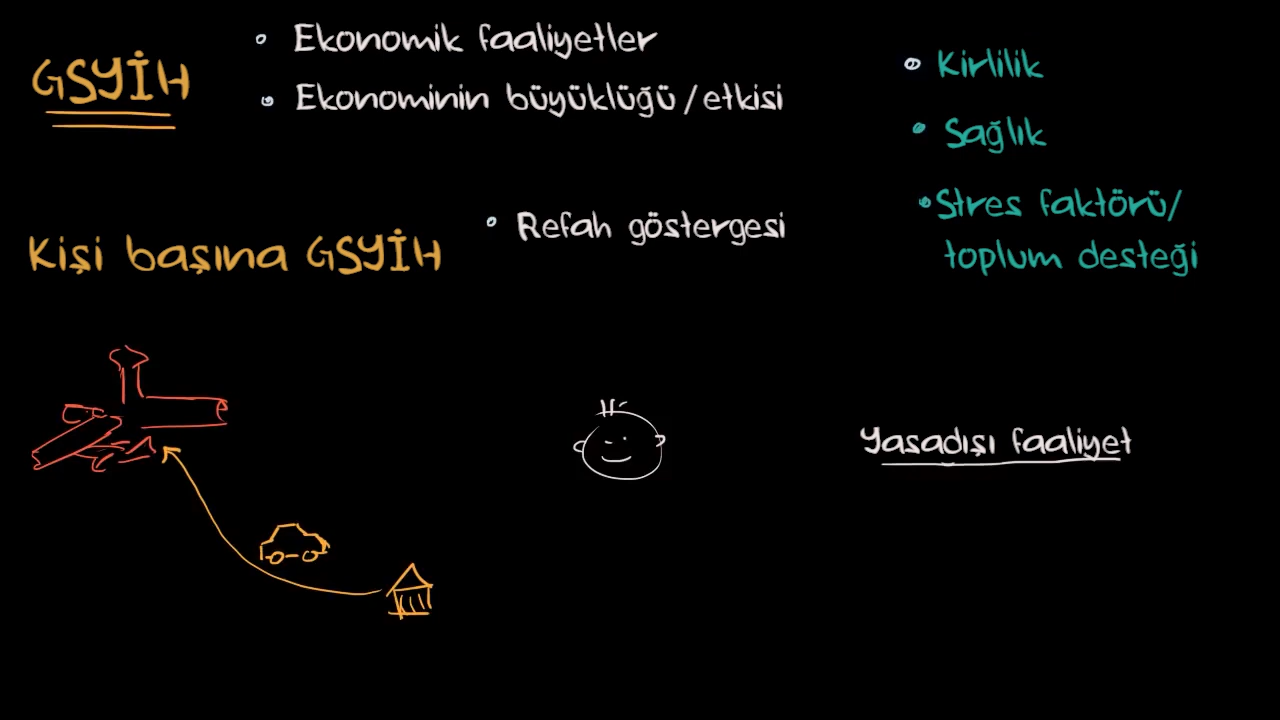 GSYİH
Ekonomik faaliyetler
Ekonominin büyüklüğü/etkisi
Kişi başına GSYİH
Refah göstergesi
Kirlilik
Sağlık
Stres faktörü/
toplum desteği
Yasadışı faaliyet